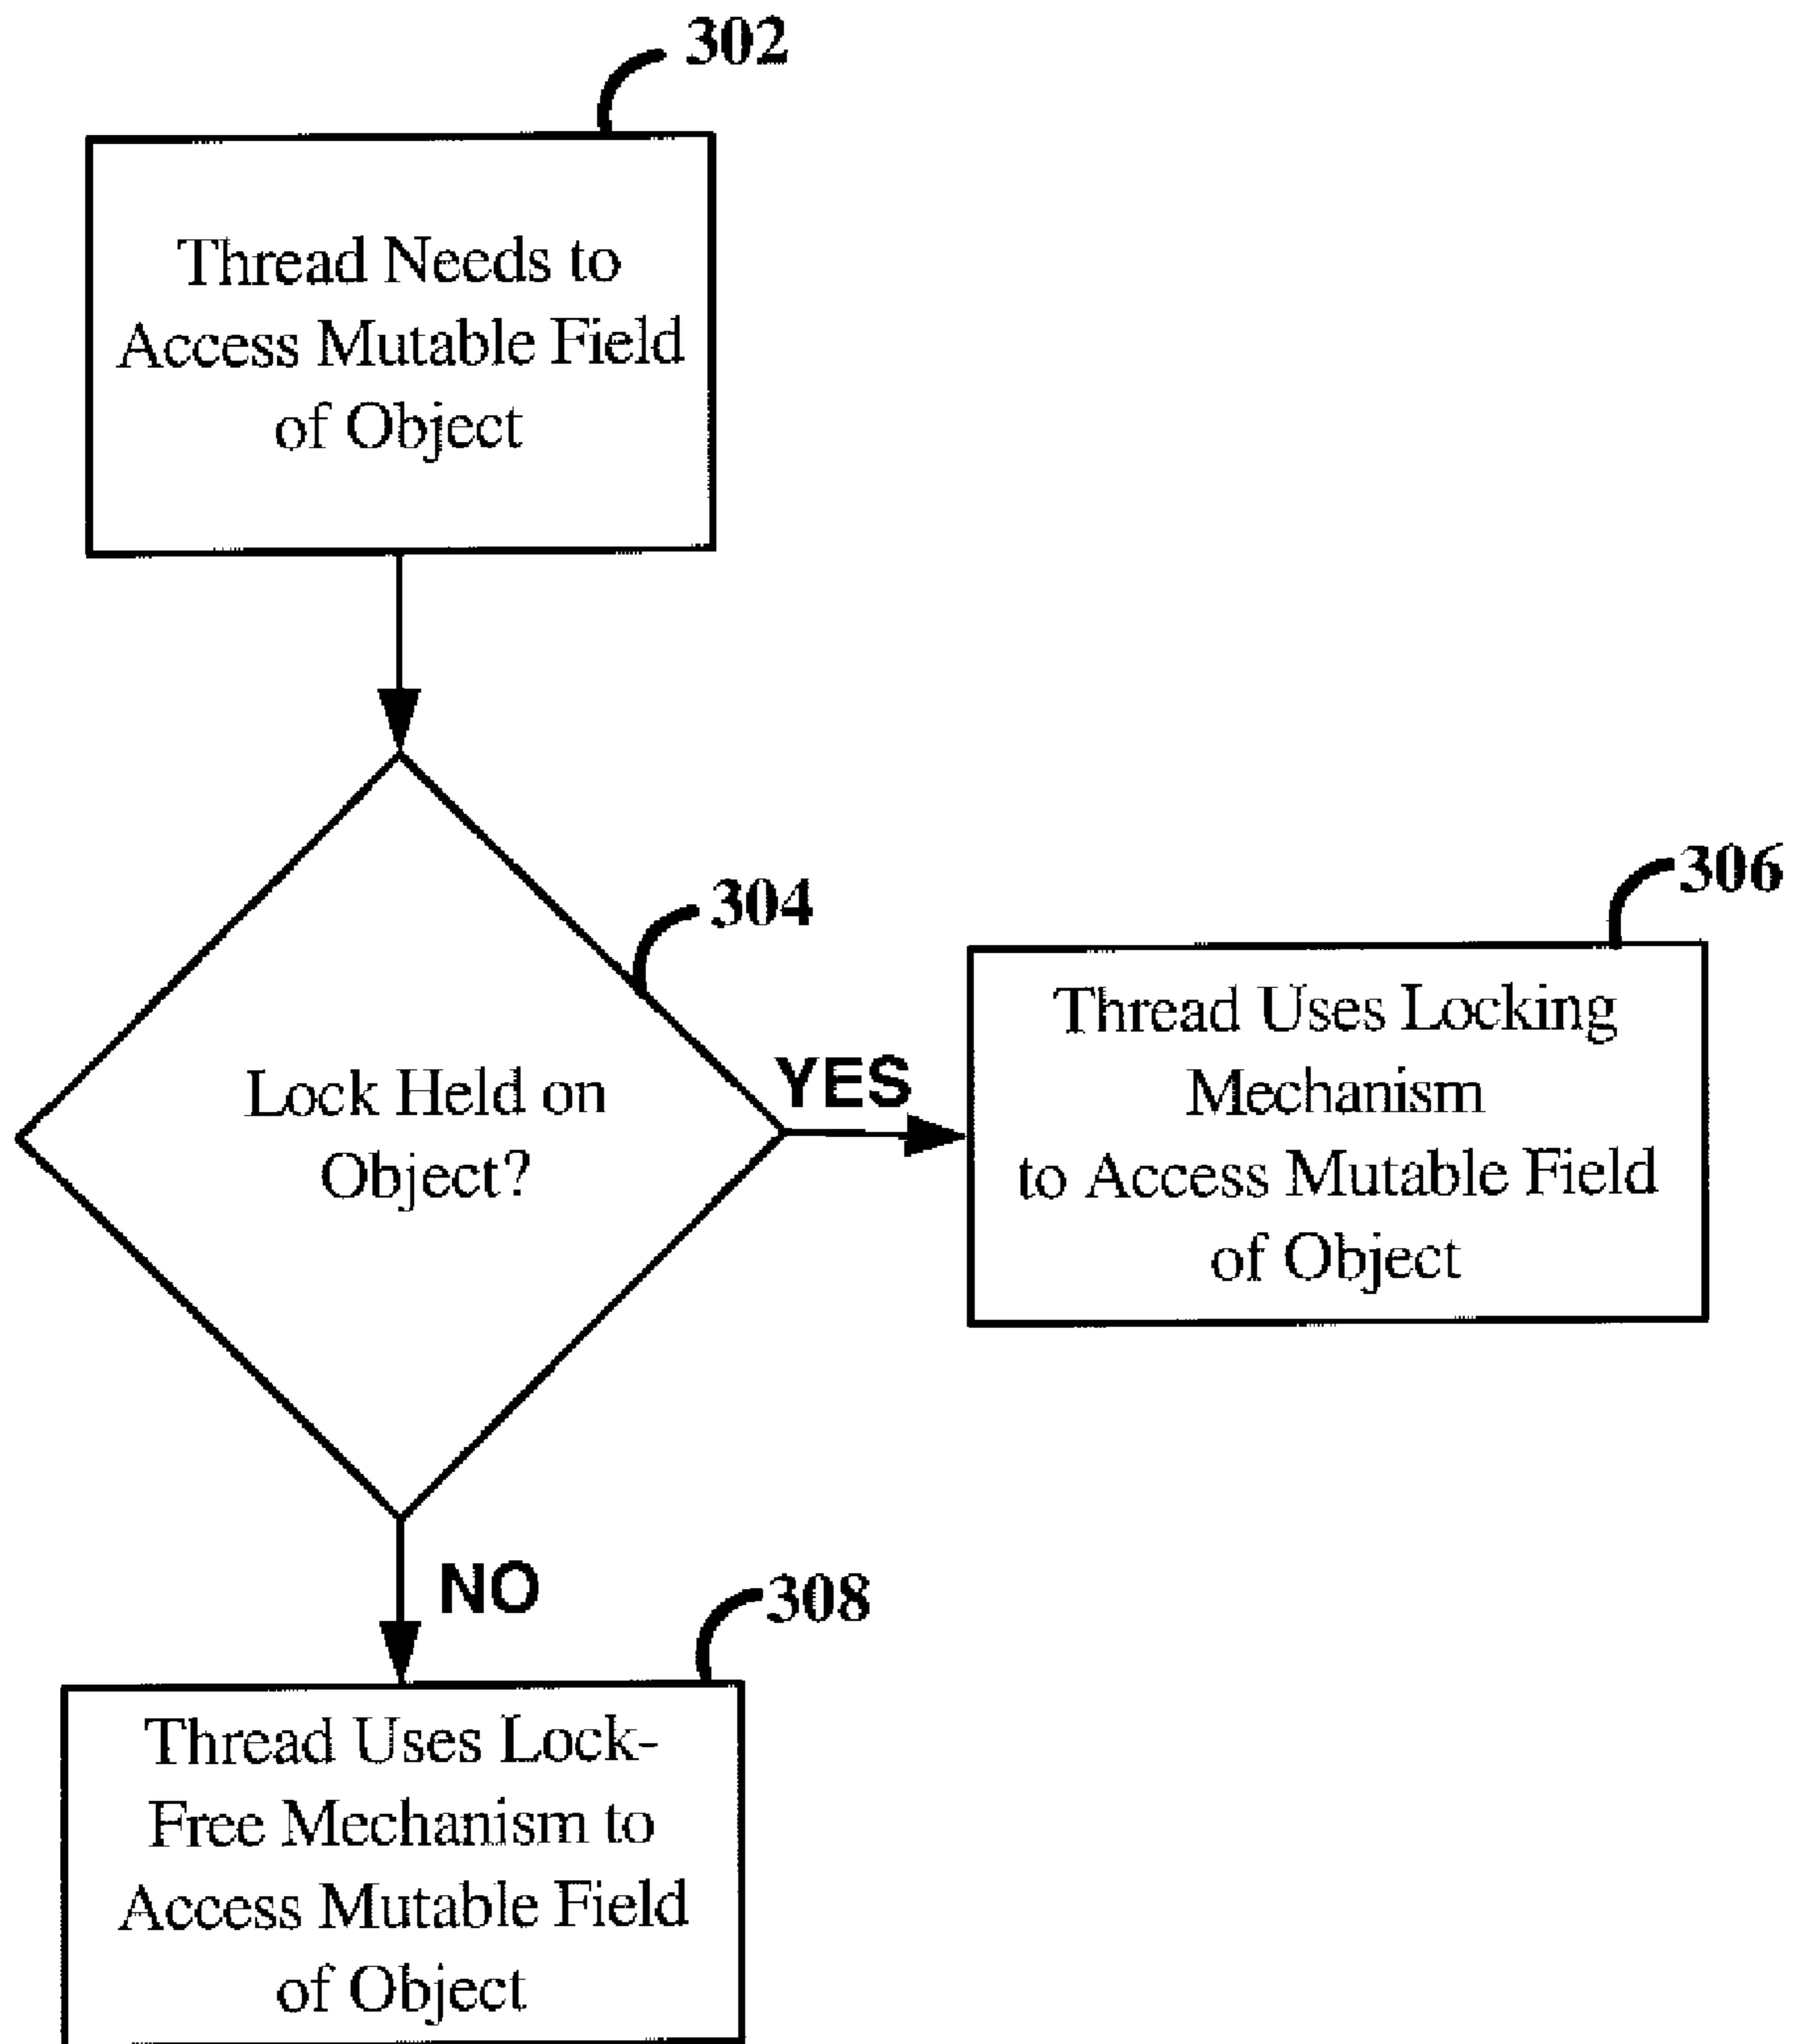 302
Thread Needs to
Access Mutable Field
of Object
304
Lock Held on
Object?
YES
306
Thread Uses Locking
Mechanism
to Access Mutable Field
of Object
NO
308
Thread Uses Lock-
Free Mechanism to
Access Mutable Field
of Object